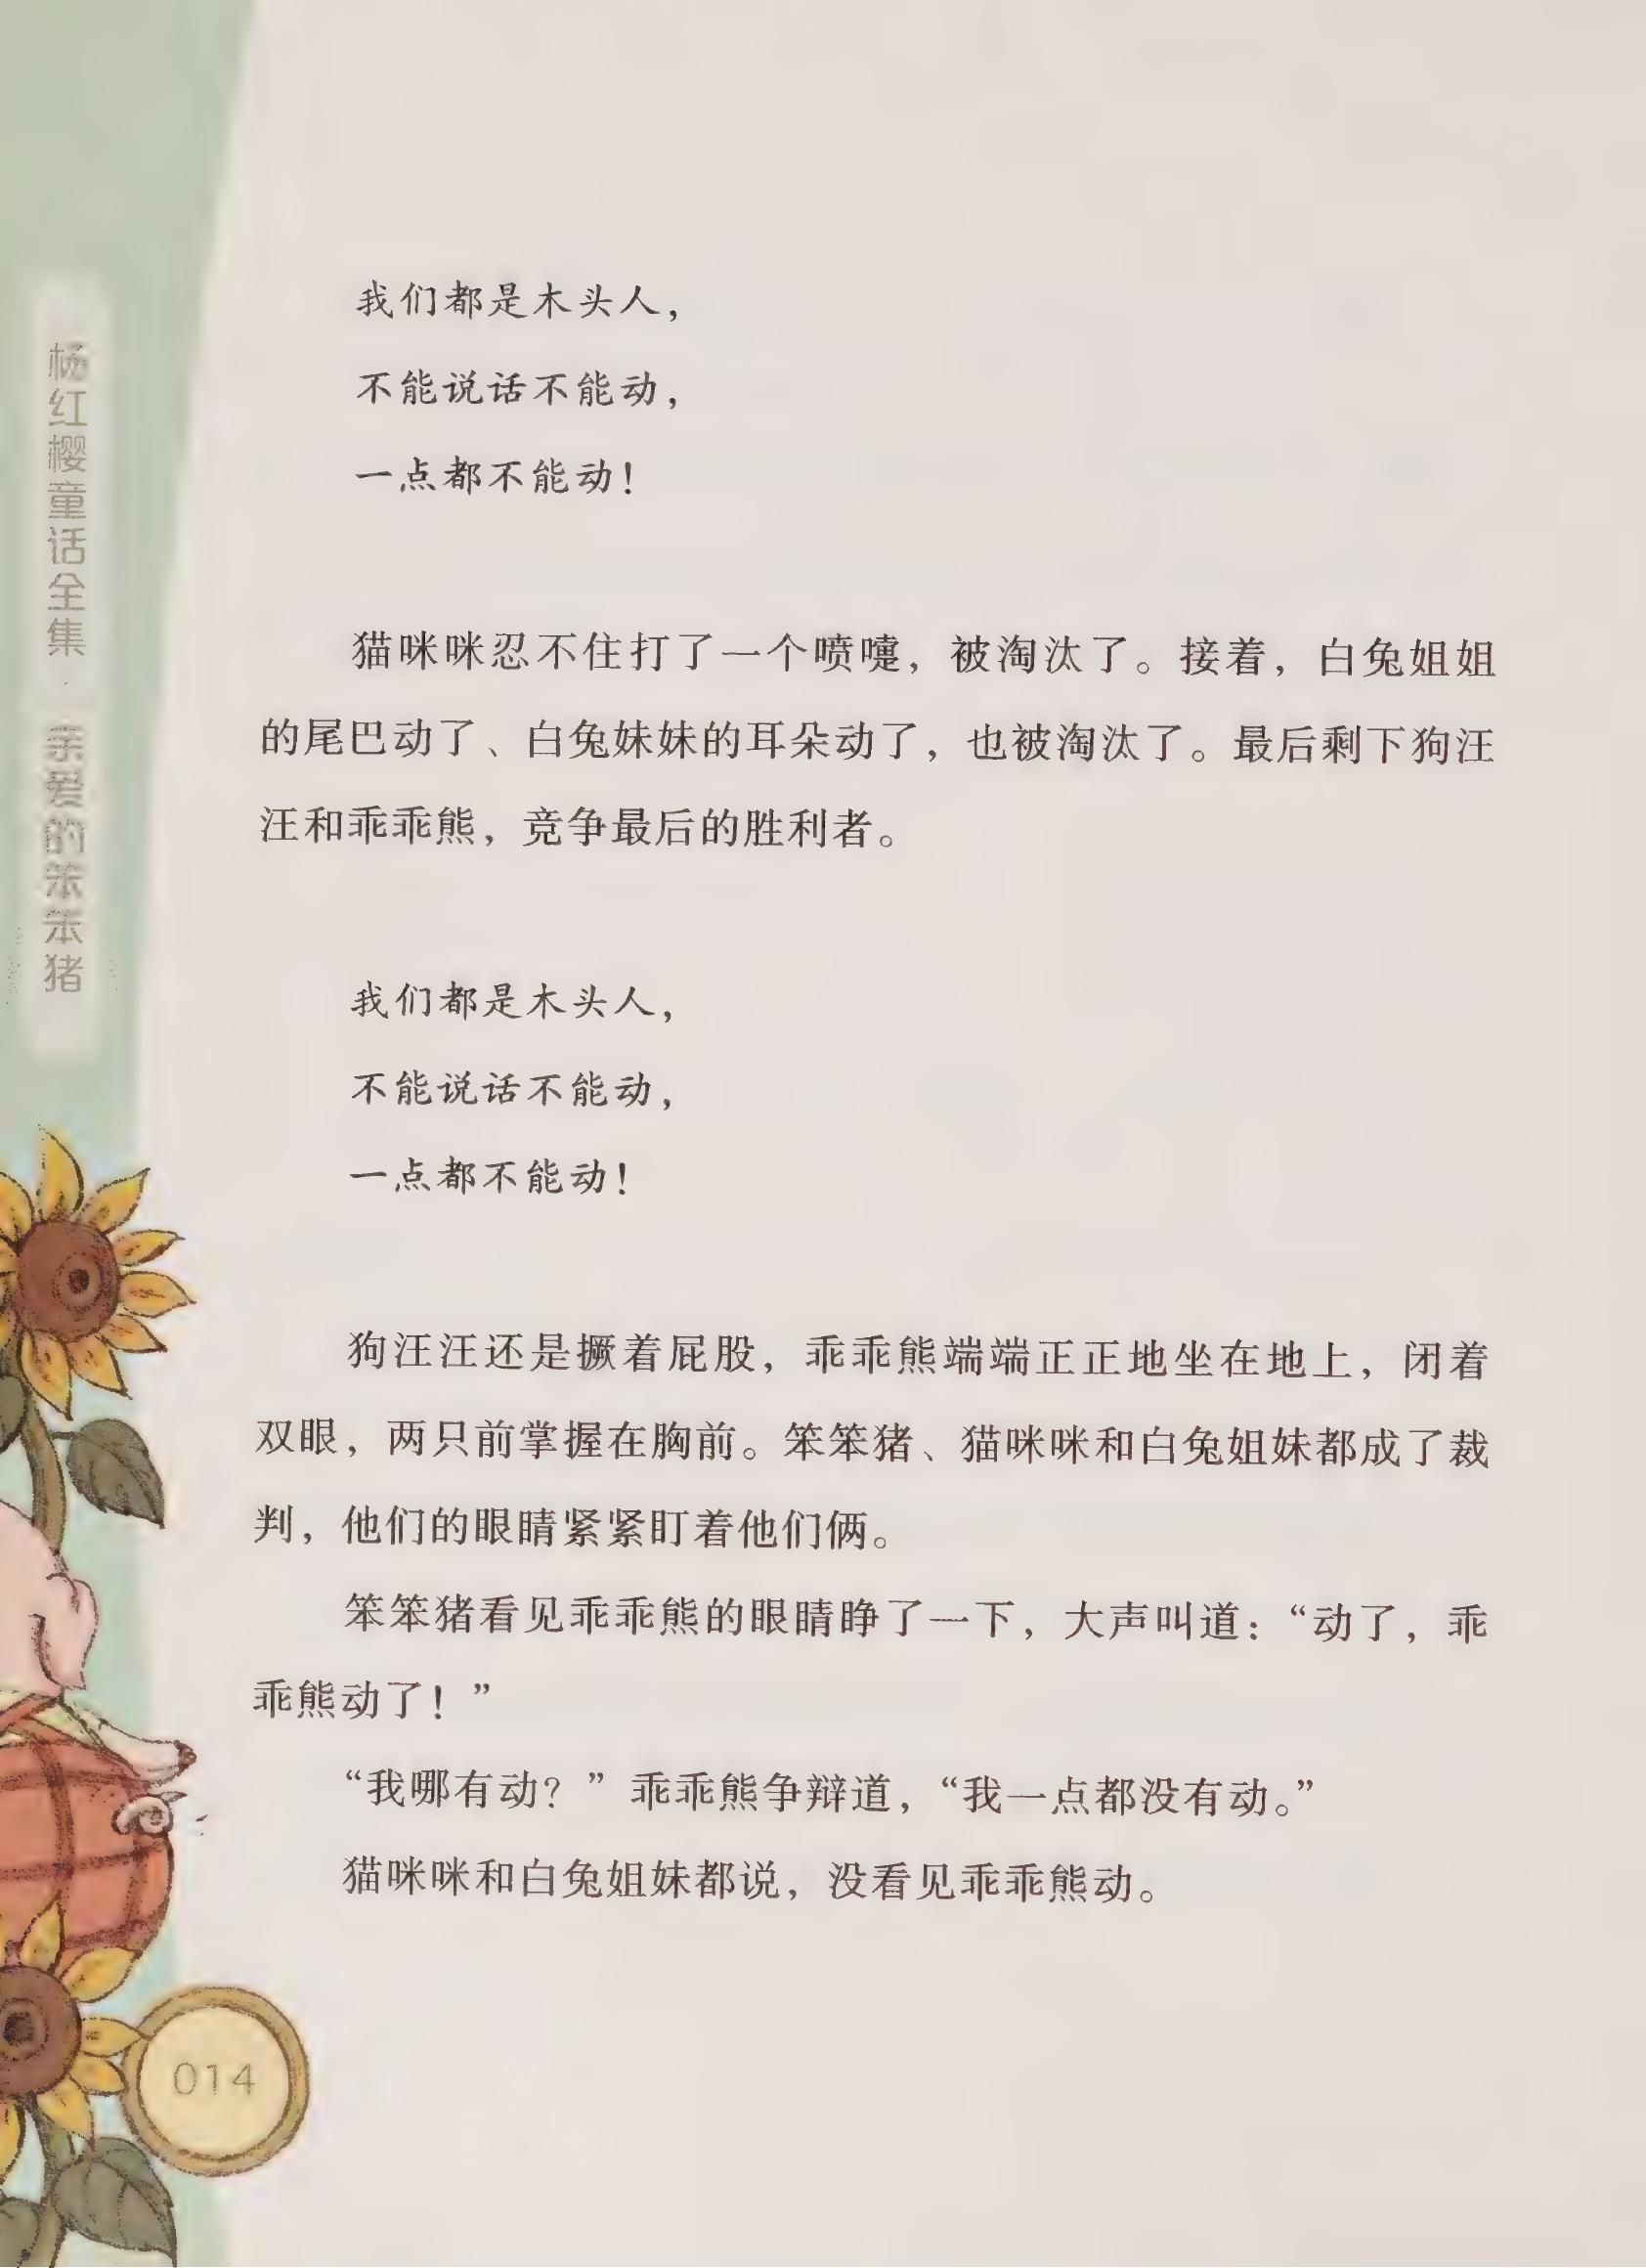 杨红樱童话全集·亲爱的笨笨猪
我们都是木头人，
不能说话不能动，
一点都不能动！
猫咪咪忍不住打了一个喷嚏，被淘汰了。接着，白兔姐姐
的尾巴动了、白兔妹妹的耳朵动了，也被淘汰了。最后剩下狗汪
汪和乖乖熊，竞争最后的胜利者。
我们都是木头人，
不能说话不能动，
一点都不能动！
狗汪汪还是撅着屁股，乖乖熊端端正正地坐在地上，闭着
双眼，两只前掌握在胸前。笨笨猪、猫咪咪和白兔姐妹都成了裁
判，他们的眼睛紧紧盯着他们俩。
笨笨猪看见乖乖熊的眼睛睁了一下，大声叫道：“动了，乖
乖熊动了！”
“我哪有动？”乖乖熊争辩道，“我一点都没有动。”
猫咪咪和白兔姐妹都说，没看见乖乖熊动。
014